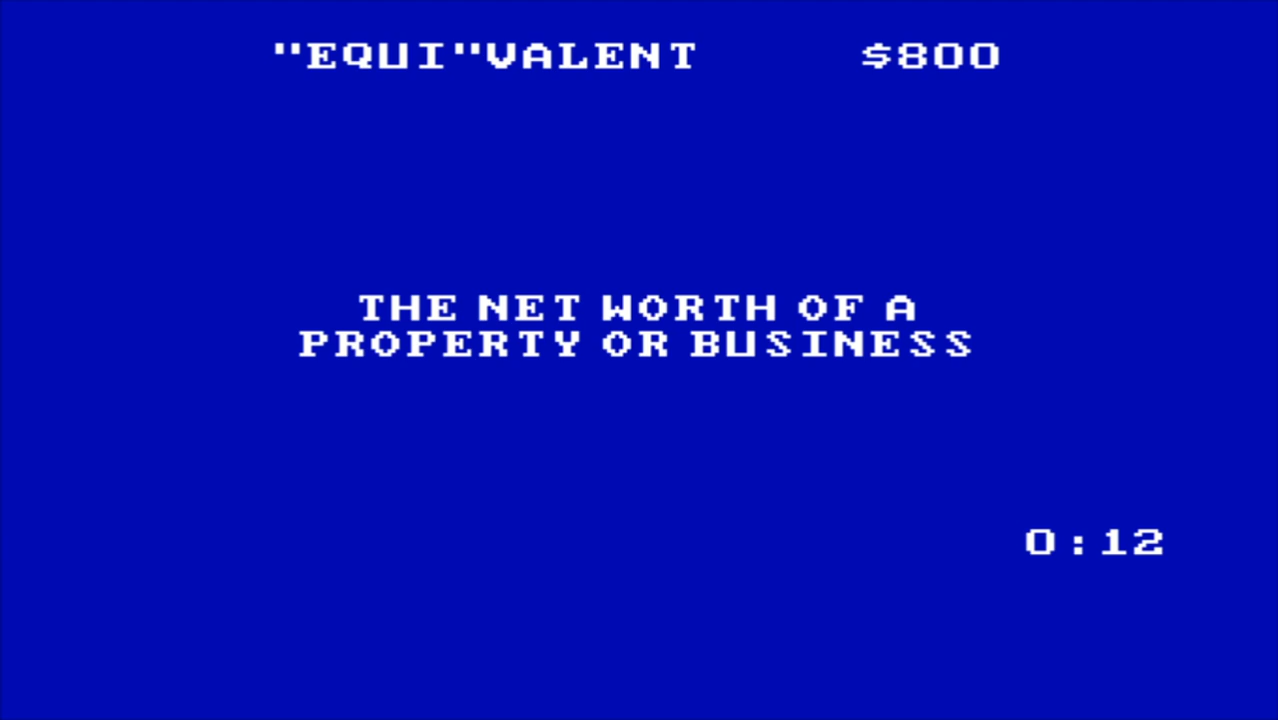 "EQUI"VALENT $800
THE NET WORTH OF A
PROPERTY OR BUSINESS
0:12